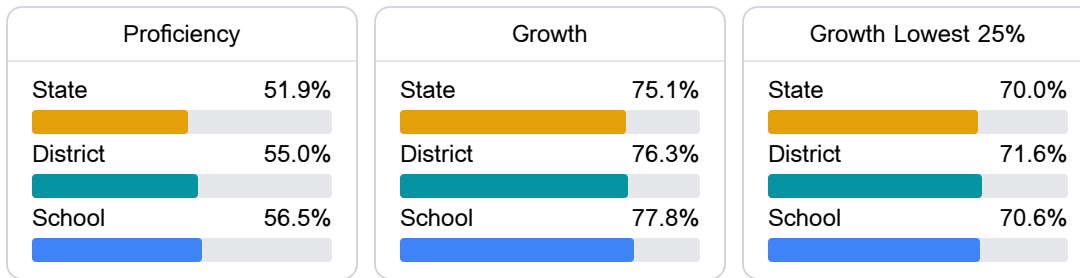 Proficiency
State 51.9%
District 55.0%
School 56.5%
Growth
State 75.1%
District 76.3%
School 77.8%
Growth Lowest 25%
State 70.0%
District 71.6%
School 70.6%